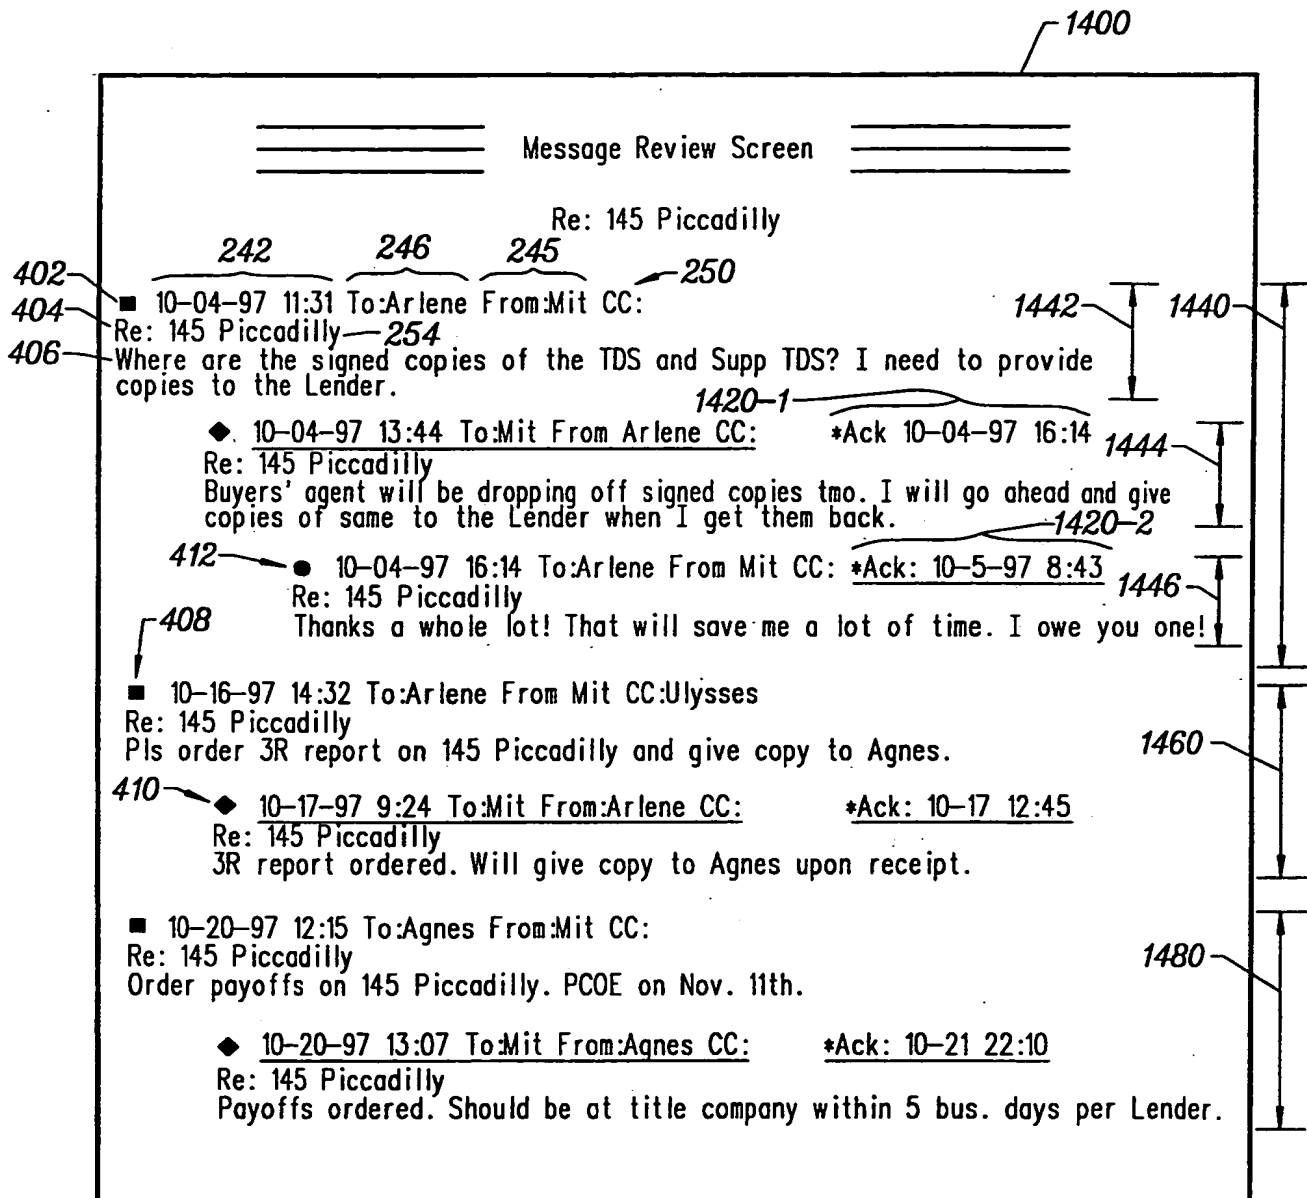 1400
Message Review Screen
Re: 145 Piccadilly
242 246 245
402 250
■ 10-04-97 11:31 To:Arlene From:Mit CC:
1442 1440
404 Re: 145 Piccadilly 254
406 Where are the signed copies of the TDS and Supp TDS? I need to provide
copies to the Lender.
1420-1
◆ 10-04-97 13:44 To:Mit From Arlene CC: *Ack 10-04-97 16:14
1444
Re: 145 Piccadilly
Buyers' agent will be dropping off signed copies tmo. I will go ahead and give
copies of same to the Lender when I get them back.
1420-2
412
● 10-04-97 16:14 To:Arlene From Mit CC: *Ack: 10-5-97 8:43
1446
Re: 145 Piccadilly
Thanks a whole lot! That will save me a lot of time. I owe you one!
408
■ 10-16-97 14:32 To:Arlene From Mit CC:Ulysses
Re: 145 Piccadilly
Pls order 3R report on 145 Piccadilly and give copy to Agnes.
1460
410
◆ 10-17-97 9:24 To:Mit From:Arlene CC: *Ack: 10-17 12:45
Re: 145 Piccadilly
3R report ordered. Will give copy to Agnes upon receipt.
■ 10-20-97 12:15 To:Agnes From:Mit CC:
Re: 145 Piccadilly
1480
Order payoffs on 145 Piccadilly. PCOE on Nov. 11th.
◆ 10-20-97 13:07 To:Mit From:Agnes CC: *Ack: 10-21 22:10
Re: 145 Piccadilly
Payoffs ordered. Should be at title company within 5 bus. days per Lender.